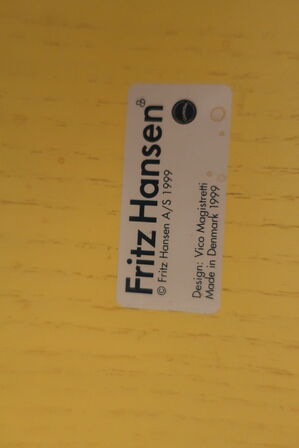 Fritz Hansen®
© Fritz Hansen A/S 1999
Design: Vico Magistretti
Made in Denmark 1999